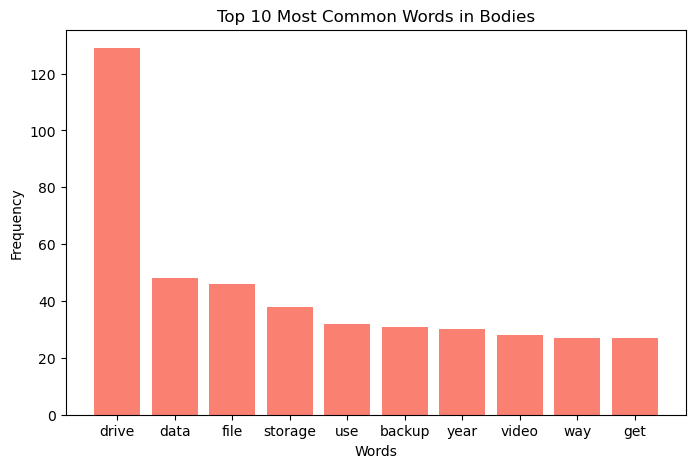 Top 10 Most Common Words in Bodies
Frequency
120
100
80
60
40
20
0
drive data file storage use backup year video way get
Words